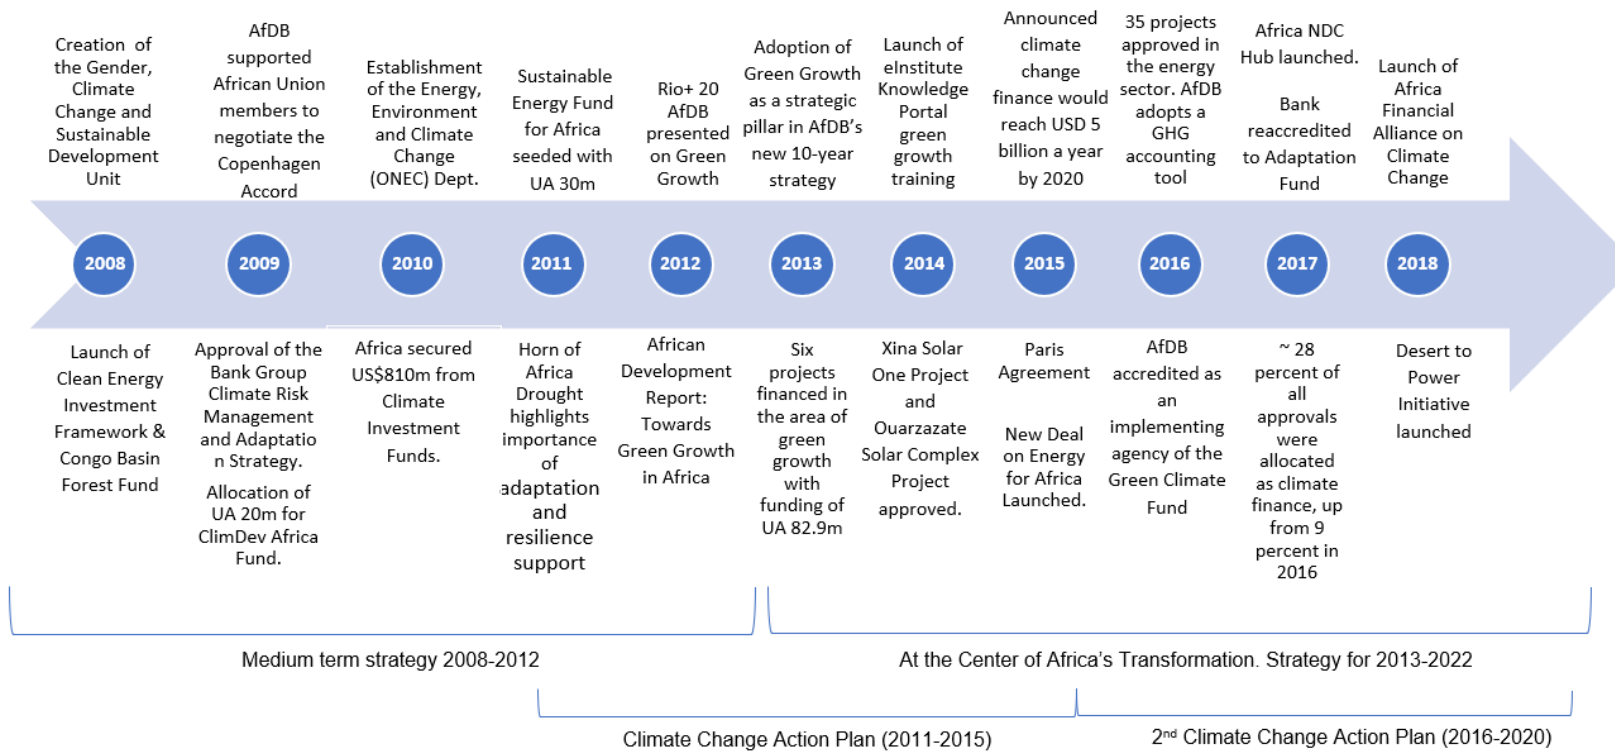 Creation of
the Gender,
Climate
Change and
Sustainable
Development
Unit
AfDB
supported
African Union
members to
negotiate the
Copenhagen
Accord
Establishment
of the Energy,
Environment
and Climate
Change
(ONEC) Dept.
Sustainable
Energy Fund
for Africa
seeded with
UA 30m
Rio+ 20
AfDB
presented
on Green
Growth
Adoption of
Green Growth
as a strategic
pillar in AfDB's
new 10-year
strategy
Launch of
eInstitute
Knowledge
Portal green
growth
training
Announced
climate
change
finance would
reach USD 5
billion a year
by 2020
35 projects
approved in
the energy
sector. AfDB
adopts a
GHG
accounting
tool
Africa NDC
Hub launched.
Bank
reaccredited
to Adaptation
Fund
Launch of
Africa
Financial
Alliance on
Climate
Change
2008
2009
2010
2011
2012
2013
2014
2015
2016
2017
2018
Launch of
Clean Energy
Investment
Framework &
Congo Basin
Forest Fund
Approval of the
Bank Group
Climate Risk
Management
and Adaptatio
n Strategy.
Allocation of
UA 20m for
ClimDev Africa
Fund.
Africa secured
US$810m from
Climate
Investment
Funds.
Horn of
Africa
Drought
highlights
importance
of
adaptation
and
resilience
support
African
Development
Report:
Towards
Green Growth
in Africa
Six
projects
financed in
the area of
green
growth
with
funding of
UA 82.9m
Xina Solar
One Project
and
Ouarzazate
Solar Complex
Project
approved.
Paris
Agreement
New Deal
on Energy
for Africa
Launched.
AfDB
accredited as
an
implementing
agency of the
Green Climate
Fund
~ 28
percent of
all
approvals
were
allocated
as climate
finance, up
from 9
percent in
2016
Desert to
Power
Initiative
launched
Medium term strategy 2008-2012
At the Center of Africa's Transformation. Strategy for 2013-2022
Climate Change Action Plan (2011-2015)
2nd Climate Change Action Plan (2016-2020)